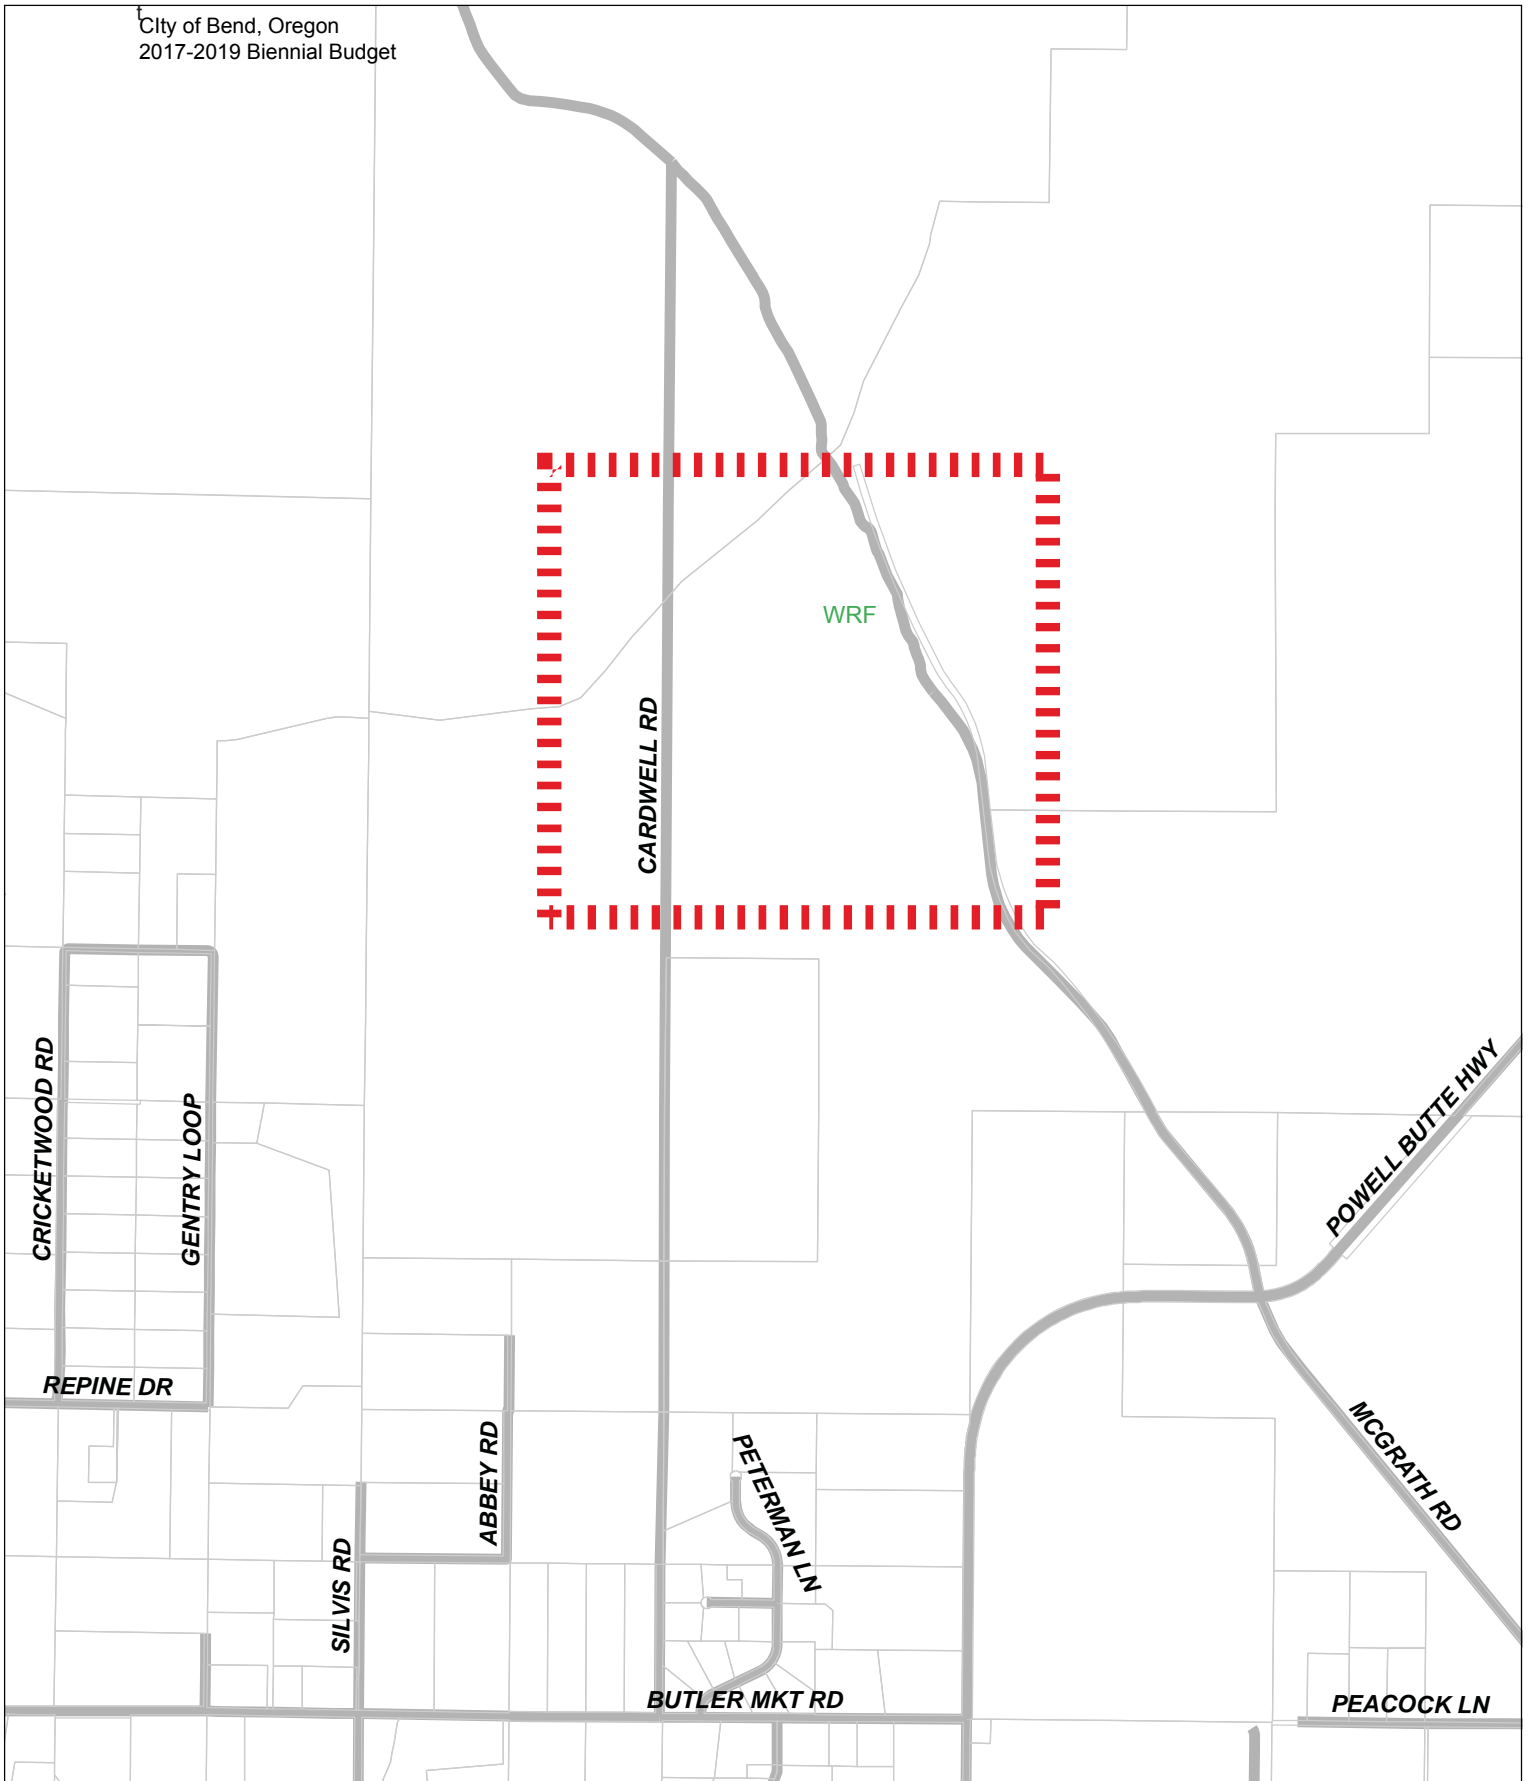 t
CIty of Bend, Oregon
2017-2019 Biennial Budget
WRF
CARDWELL RD
CRICKETWOOD RD
GENTRY LOOP
POWELL BUTTE HWY
REPINE DR
ABBEY RD
PETERMAN LN
MCGRATH RD
SILVIS RD
BUTLER MKT RD
PEACOCK LN